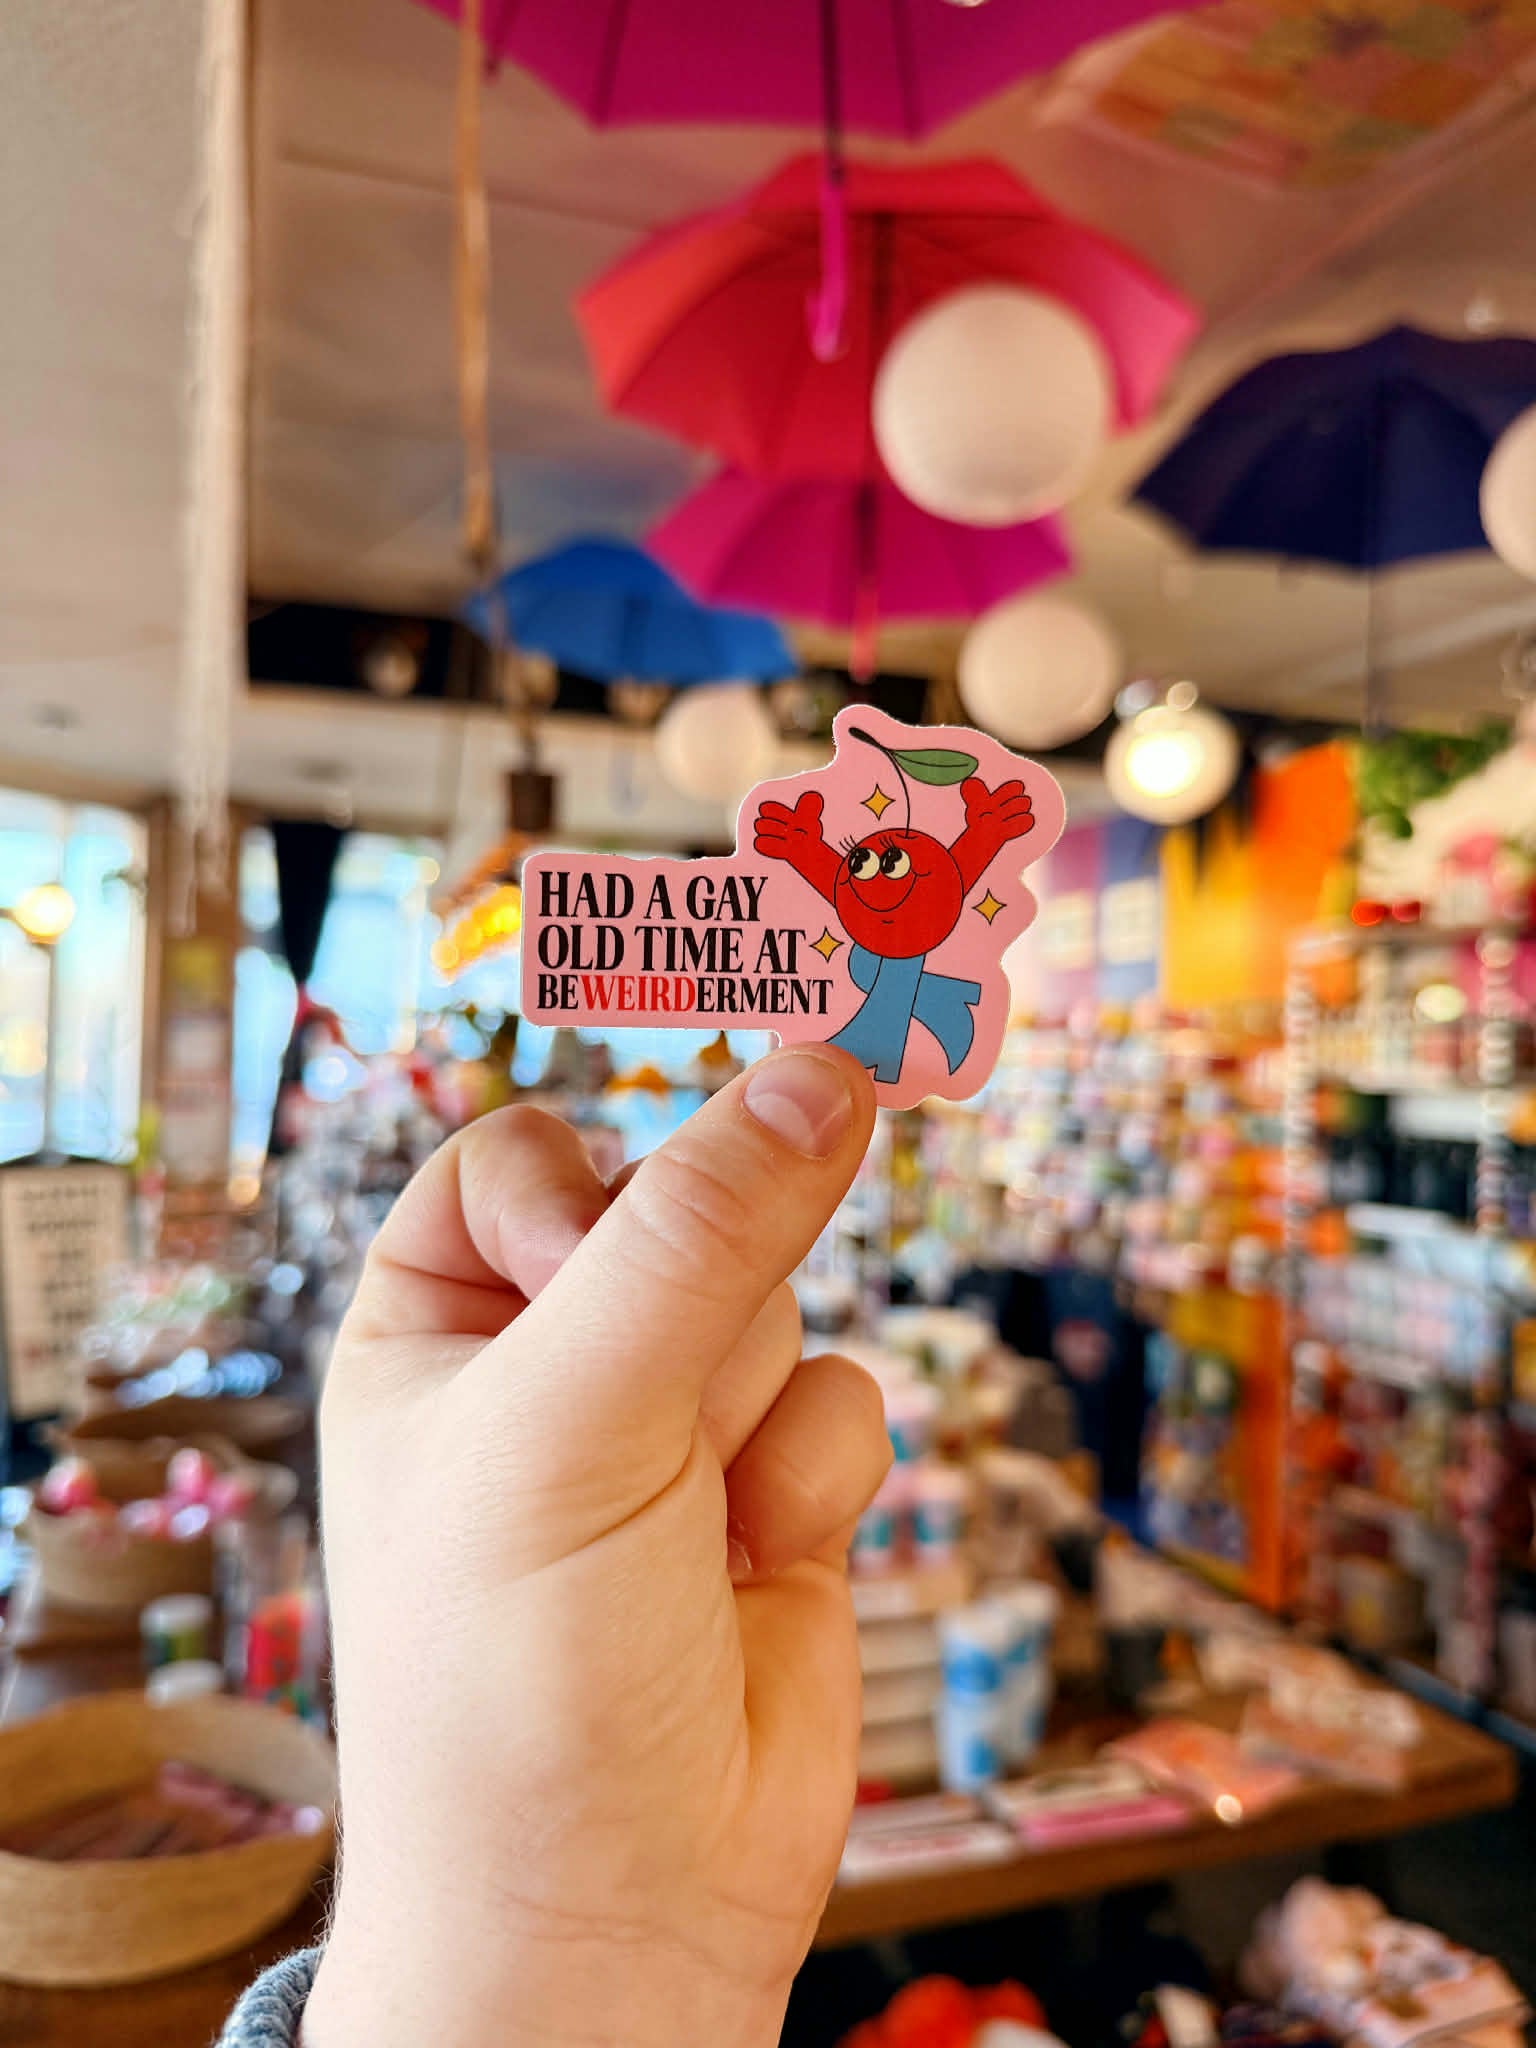 HAD A GAY
OLD TIME AT
BEWEIRDERMENT